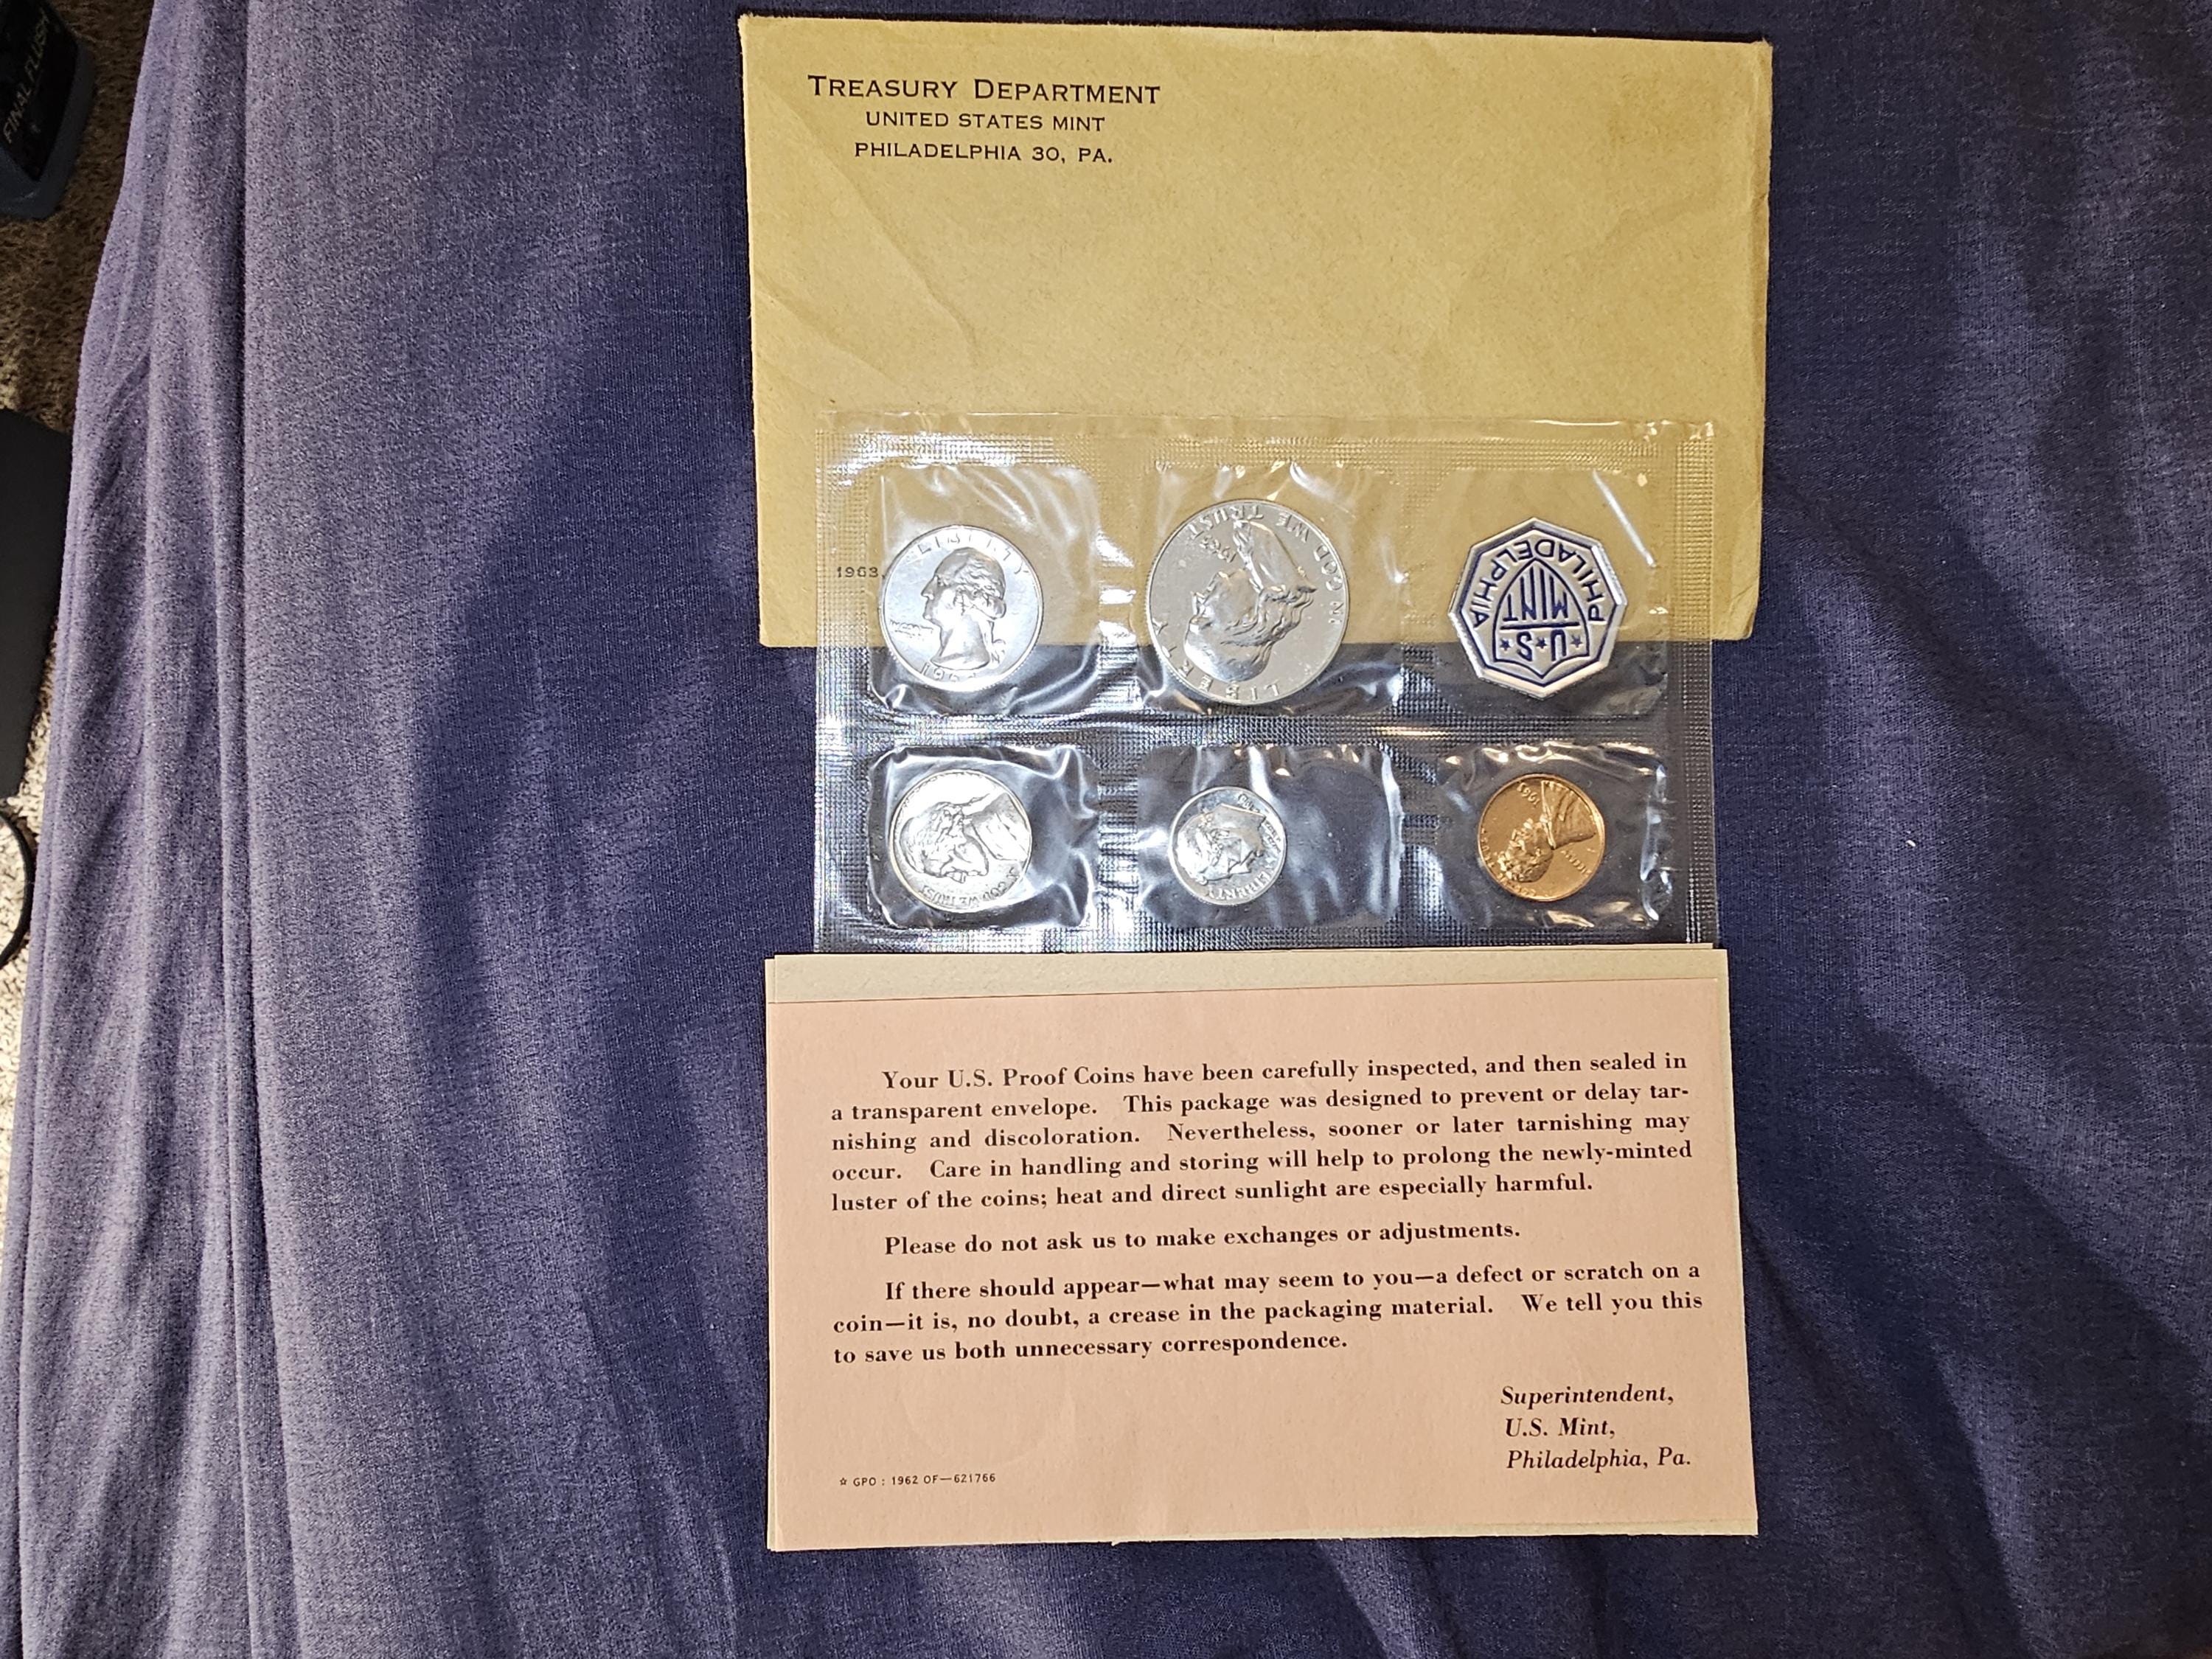 FINAL FLUSH
TREASURY DEPARTMENT
UNITED STATES MINT
PHILADELPHIA 30, PA.
1963
LIBERTY
IN GOD WE TRUST
1963
LIBERTY
PHILADELPHIA
U.S.
MINT
IN GOD WE TRUST
LIBERTY
1963
Your U.S. Proof Coins have been carefully inspected, and then sealed in
a transparent envelope. This package was designed to prevent or delay tar-
nishing and discoloration. Nevertheless, sooner or later tarnishing may
occur. Care in handling and storing will help to prolong the newly-minted
luster of the coins; heat and direct sunlight are especially harmful.
Please do not ask us to make exchanges or adjustments.
If there should appear—what may seem to you—a defect or scratch on a
coin—it is, no doubt, a crease in the packaging material. We tell you this
to save us both unnecessary correspondence.
Superintendent,
U.S. Mint,
Philadelphia, Pa.
☆ GPO : 1962 OF—621766